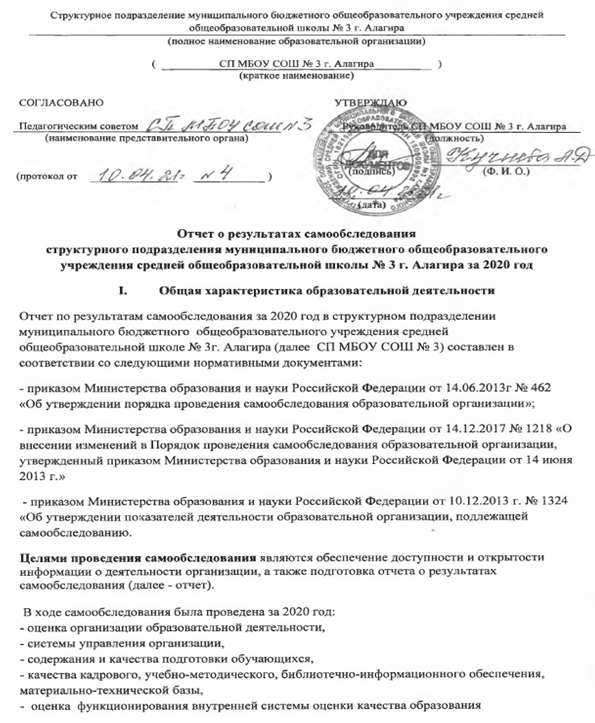 Структурное подразделение муниципального бюджетного общеобразовательного учреждения средней
общеобразовательной школы № 3 г. Алагира
(полное наименование образовательной организации)
( СП МБОУ СОШ № 3 г. Алагира )
(краткое наименование)
СОГЛАСОВАНО УТВЕРЖДАЮ
Педагогическим советом СП МБОУ СОШ N 3 Руководитель СП МБОУ СОШ № 3 г. Алагира
(наименование представительного органа) (должность)
ДЛЯ ДОКУМЕНТОВ
Кучиева А.Д
(подпись) (Ф. И. О.)
(протокол от 10.04.21г N 4 ) 10.04.21г
(дата)
Отчет о результатах самообследования
структурного подразделения муниципального бюджетного общеобразовательного
учреждения средней общеобразовательной школы № 3 г. Алагира за 2020 год
I. Общая характеристика образовательной деятельности
Отчет по результатам самообследования за 2020 год в структурном подразделении
муниципального бюджетного общеобразовательного учреждения средней
общеобразовательной школе № 3г. Алагира (далее СП МБОУ СОШ № 3) составлен в
соответствии со следующими нормативными документами:
- приказом Министерства образования и науки Российской Федерации от 14.06.2013г № 462
«Об утверждении порядка проведения самообследования образовательной организации»;
- приказом Министерства образования и науки Российской Федерации от 14.12.2017 № 1218 «О
внесении изменений в Порядок проведения самообследования образовательной организации,
утвержденный приказом Министерства образования и науки Российской Федерации от 14 июня
2013 г.»
- приказом Министерства образования и науки Российской Федерации от 10.12.2013 г. № 1324
«Об утверждении показателей деятельности образовательной организации, подлежащей
самообследованию.
Целями проведения самообследования являются обеспечение доступности и открытости
информации о деятельности организации, а также подготовка отчета о результатах
самообследования (далее - отчет).
В ходе самообследования была проведена за 2020 год:
- оценка организации образовательной деятельности,
- системы управления организации,
- содержания и качества подготовки обучающихся,
- качества кадрового, учебно-методического, библиотечно-информационного обеспечения,
материально-технической базы,
- оценка функционирования внутренней системы оценки качества образования